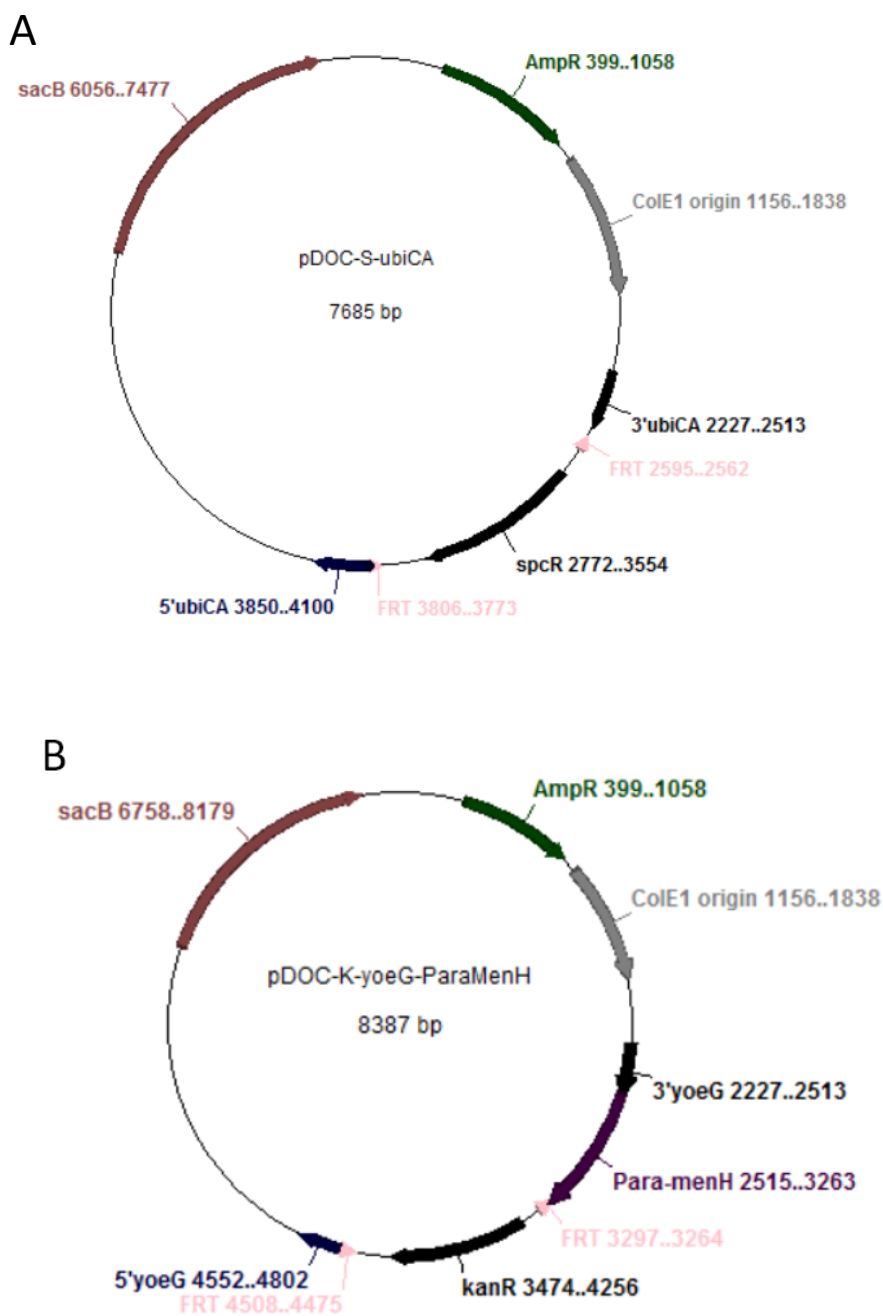 A
AmpR 399..1058
sacB 6056..7477
ColE1 origin 1156..1838
pDOC-S-ubiCA
7685 bp
3'ubiCA 2227..2513
FRT 2595..2562
spcR 2772..3554
5'ubiCA 3850..4100
FRT 3806..3773
B
AmpR 399..1058
sacB 6758..8179
ColE1 origin 1156..1838
pDOC-K-yoeG-ParaMenH
8387 bp
3'yoeG 2227..2513
Para-menH 2515..3263
FRT 3297..3264
5'yoeG 4552..4802
kanR 3474..4256
FRT 4508..4475